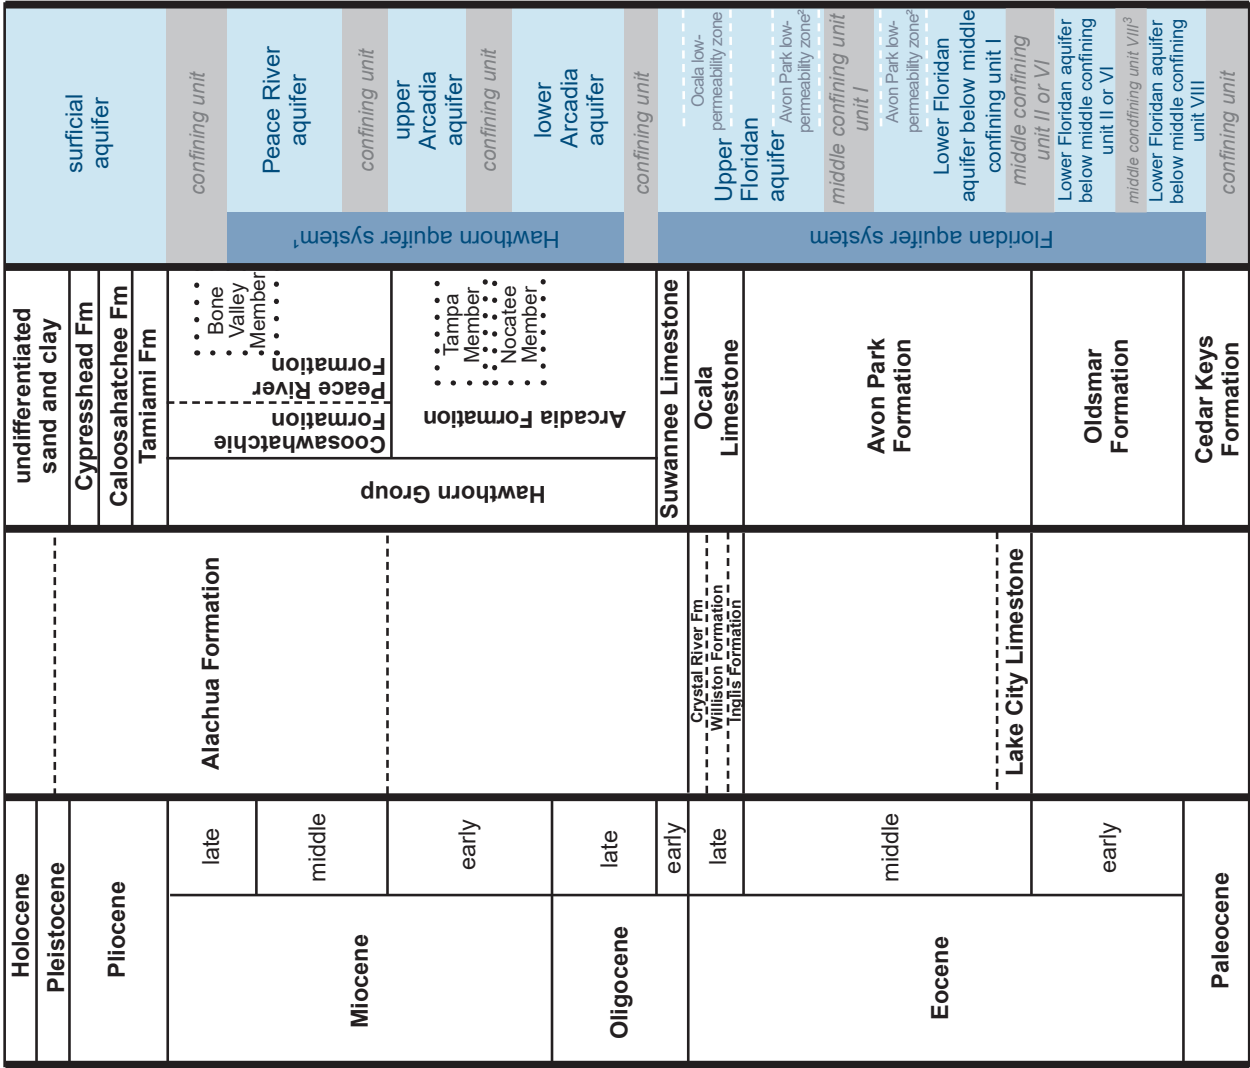 Holocene
Pleistocene
Pliocene
Miocene
late
middle
early
Oligocene
late
early
Eocene
late
middle
early
Paleocene
Alachua Formation
Crystal River Fm
Williston Formation
Inglis Formation
Lake City Limestone
undifferentiated
sand and clay
Cypresshead Fm
Caloosahatchee Fm
Tamiami Fm
Hawthorn Group
Coosawhatchie
Formation
Peace River
Formation
Bone
Valley
Member
Arcadia Formation
Tampa
Member
Nocatee
Member
Suwannee Limestone
Ocala
Limestone
Avon Park
Formation
Oldsmar
Formation
Cedar Keys
Formation
surficial
aquifer
confining unit
Hawthorn aquifer system¹
Peace River
aquifer
confining unit
upper
Arcadia
aquifer
confining unit
lower
Arcadia
aquifer
confining unit
Floridan aquifer system
Upper
Floridan
aquifer
Ocala low-
permeability zone
Avon Park low-
permeability zone²
middle confining unit
I
Avon Park low-
permeability zone²
Lower Floridan
aquifer below middle
confining unit I
middle confining
unit II or VI
Lower Floridan aquifer
below middle confining
unit II or VI
middle condfining unit VIII³
Lower Floridan aquifer
below middle confining
unit VIII
confining unit